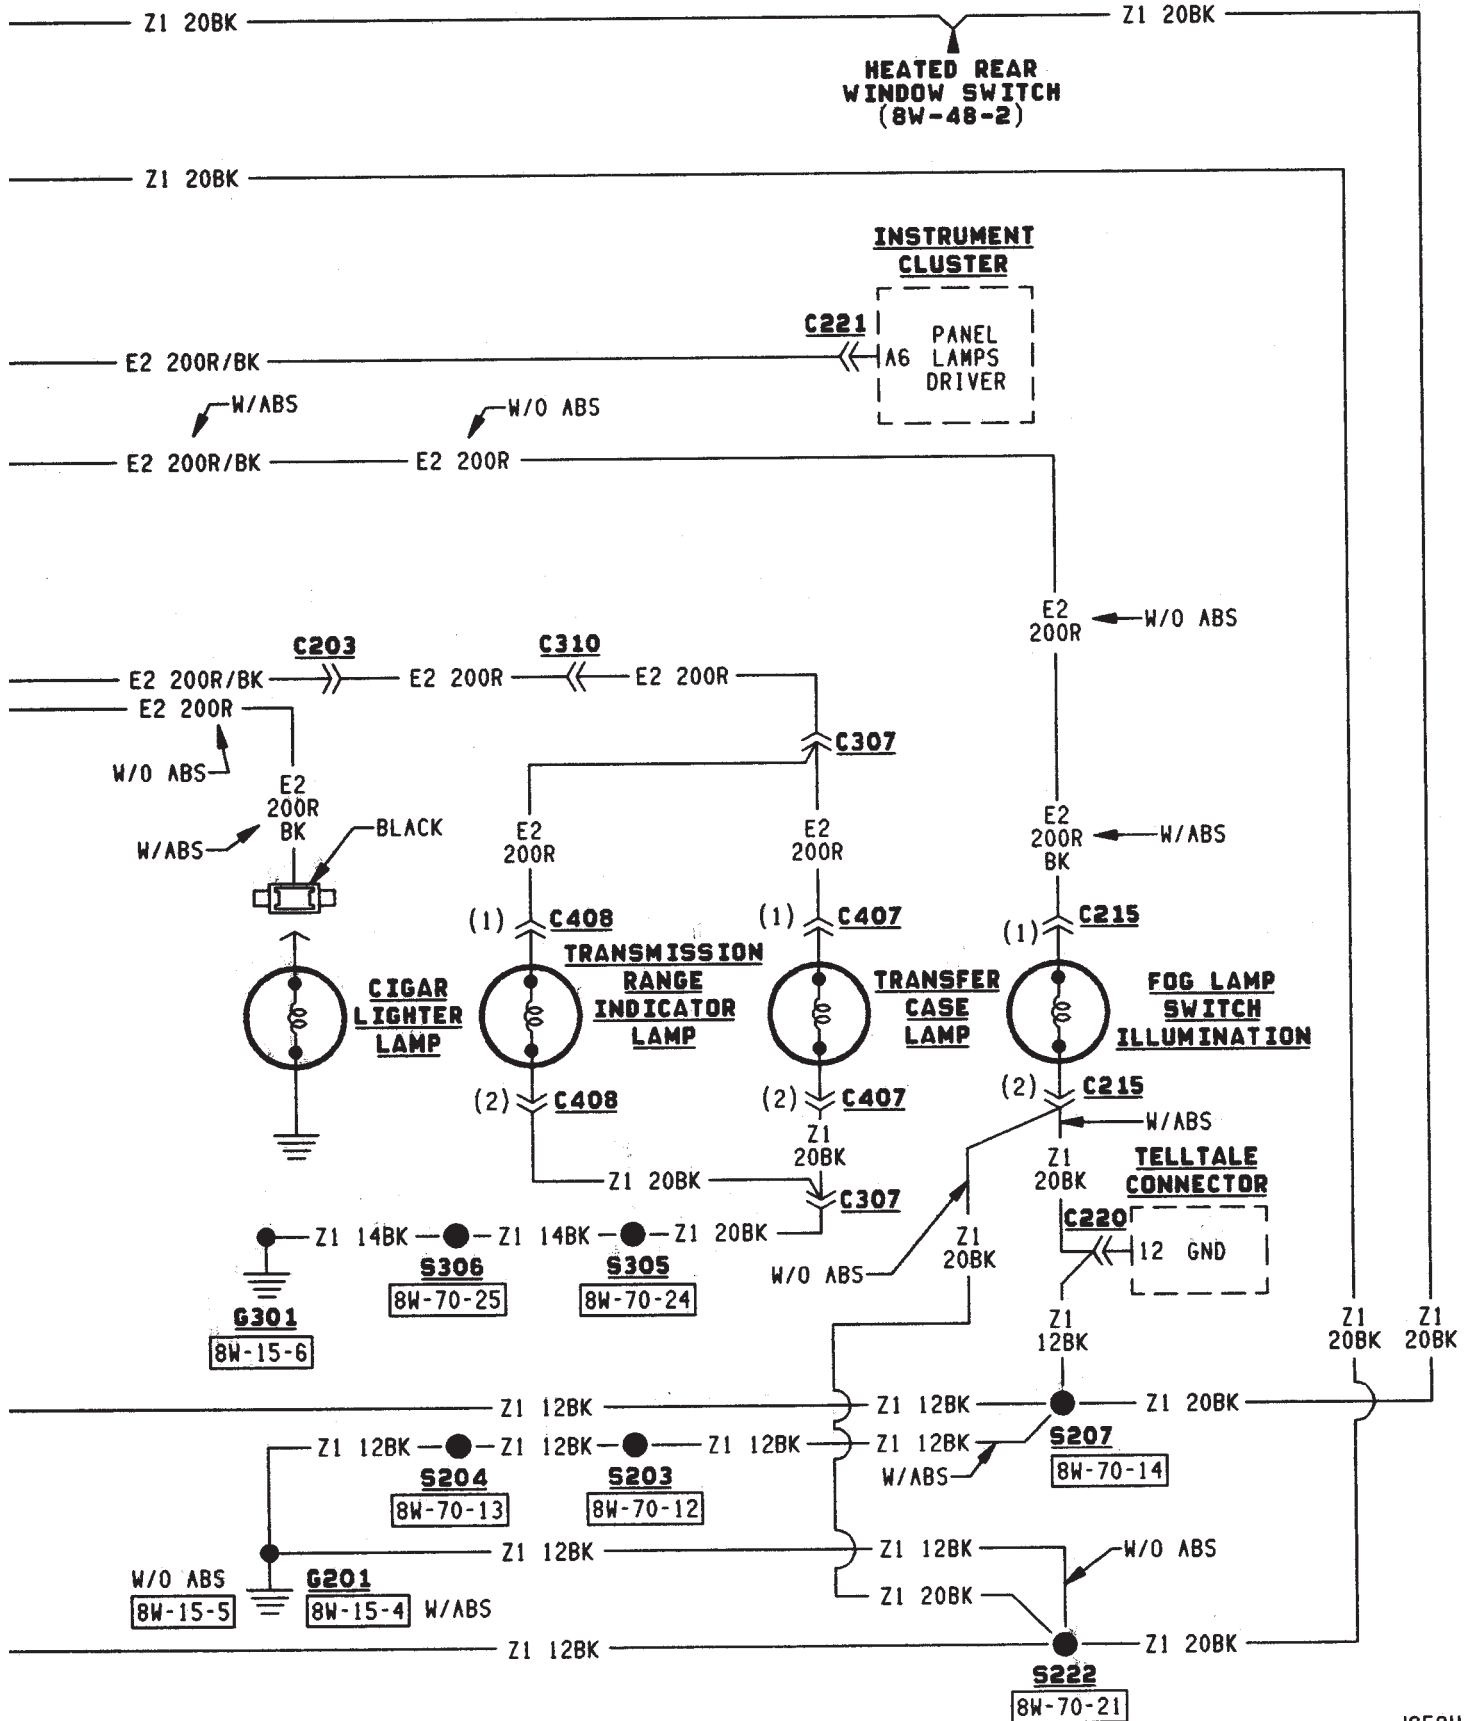 Z1 20BK
Z1 20BK
HEATED REAR
WINDOW SWITCH
(8W-48-2)
Z1 20BK
INSTRUMENT
CLUSTER
C221
A6
PANEL
LAMPS
DRIVER
E2 200R/BK
W/ABS
W/O ABS
E2 200R/BK
E2 200R
E2
200R
W/O ABS
C203
C310
E2 200R/BK
E2 200R
E2 200R
E2 200R
C307
W/O ABS
E2
200R
BK
W/ABS
BLACK
E2
200R
E2
200R
E2
200R
BK
W/ABS
(1)
C408
(1)
C407
(1)
C215
CIGAR
LIGHTER
LAMP
TRANSMISSION
RANGE
INDICATOR
LAMP
TRANSFER
CASE
LAMP
FOG LAMP
SWITCH
ILLUMINATION
(2)
C408
(2)
C407
(2)
C215
W/ABS
Z1
20BK
Z1
20BK
TELLTALE
CONNECTOR
Z1 20BK
C307
C220
12 GND
Z1 14BK
Z1 14BK
Z1 20BK
S306
8W-70-25
S305
8W-70-24
W/O ABS
Z1
20BK
G301
8W-15-6
Z1
12BK
Z1
20BK
Z1
20BK
Z1 12BK
Z1 12BK
Z1 20BK
S207
8W-70-14
Z1 12BK
Z1 12BK
Z1 12BK
Z1 12BK
W/ABS
S204
8W-70-13
S203
8W-70-12
Z1 12BK
Z1 12BK
W/O ABS
W/O ABS
8W-15-5
G201
8W-15-4
W/ABS
Z1 20BK
Z1 12BK
Z1 20BK
S222
8W-70-21